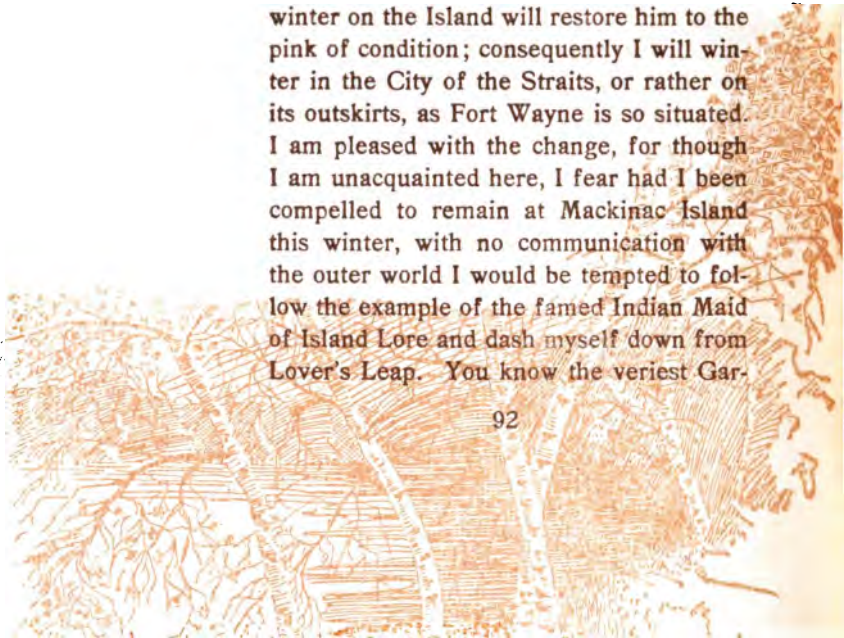 winter on the Island will restore him to the
pink of condition; consequently I will win-
ter in the City of the Straits, or rather on
its outskirts, as Fort Wayne is so situated.
I am pleased with the change, for though
I am unacquainted here, I fear had I been
compelled to remain at Mackinac Island
this winter, with no communication with
the outer world I would be tempted to fol-
low the example of the famed Indian Maid
of Island Lore and dash myself down from
Lover's Leap. You know the veriest Gar-
92